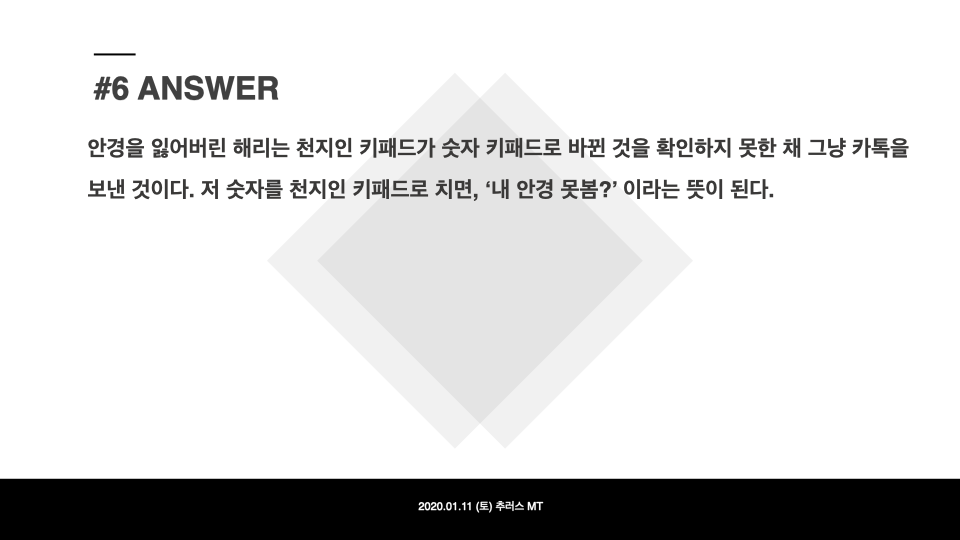 #6 ANSWER
안경을 잃어버린 해리는 천지인 키패드가 숫자 키패드로 바뀐 것을 확인하지 못한 채 그냥 카톡을
보낸 것이다. 저 숫자를 천지인 키패드로 치면, ‘내 안경 못봄?’ 이라는 뜻이 된다.
2020.01.11 (토) 추러스 MT